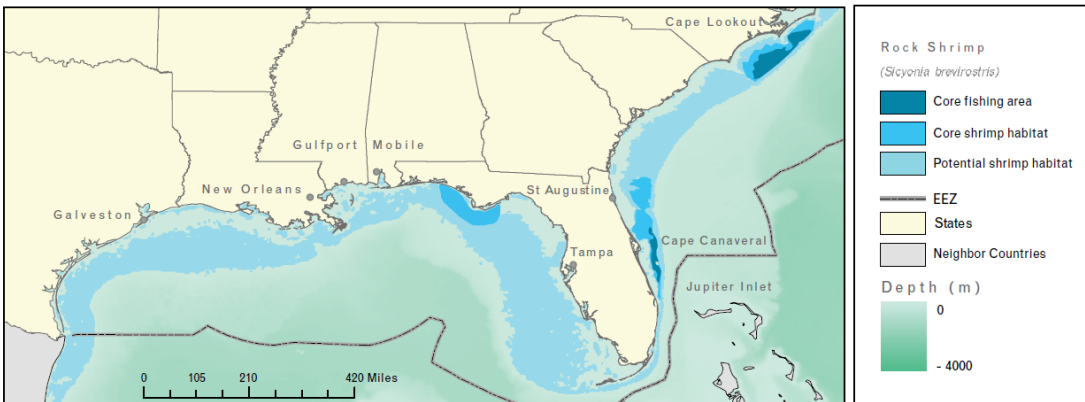 Cape Lookout
Gulfport Mobile
New Orleans
St Augustine
Galveston
Cape Canaveral
Tampa
Jupiter Inlet
0 105 210 420 Miles
Rock Shrimp
(Sicyonia brevirostris)
Core fishing area
Core shrimp habitat
Potential shrimp habitat
EEZ
States
Neighbor Countries
Depth (m)
0
- 4000